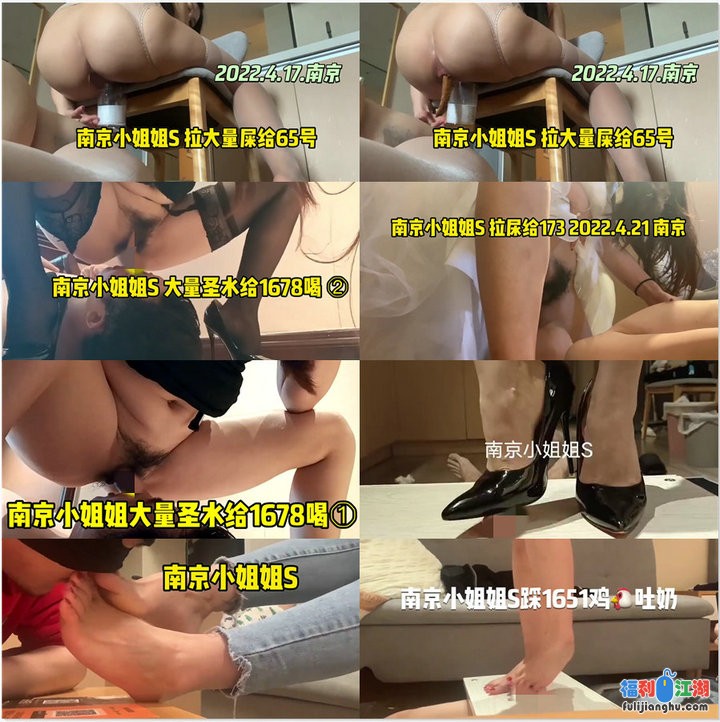 2022.4.17.南京
南京小姐姐S 拉大量屎给65号
2022.4.17.南京
南京小姐姐S 拉大量屎给65号
南京小姐姐S 大量圣水给1678喝 ②
南京小姐姐S 拉尿给173 2022.4.21 南京
南京小姐姐大量圣水给1678喝①
南京小姐姐S
南京小姐姐S
南京小姐姐S踩1651鸡🐔吐奶
福利江湖
fulijianghu.com